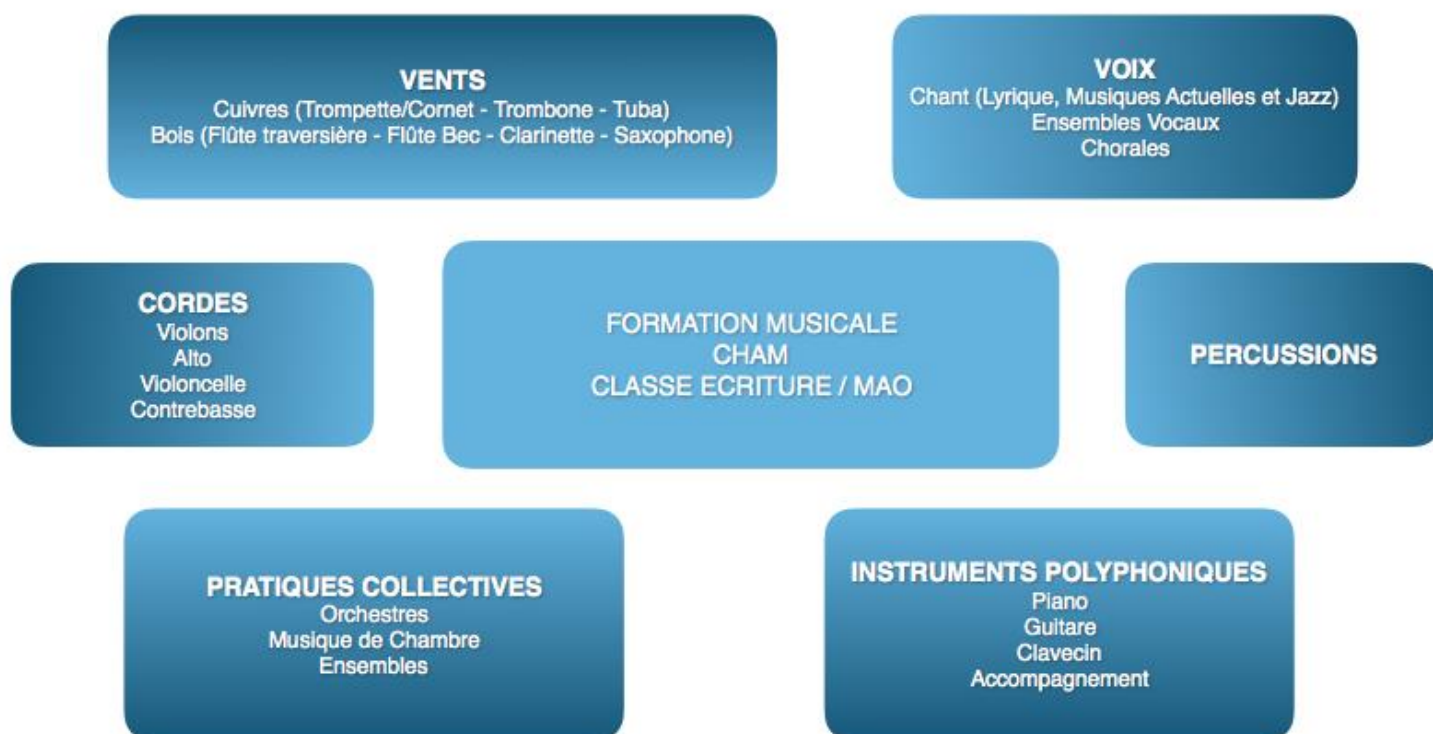 VENTS
Cuivres (Trompette/Cornet - Trombone - Tuba)
Bois (Flûte traversière - Flûte Bec - Clarinette - Saxophone)
VOIX
Chant (Lyrique, Musiques Actuelles et Jazz)
Ensembles Vocaux
Chorales
CORDES
Violons
Alto
Violoncelle
Contrebasse
FORMATION MUSICALE
CHAM
CLASSE ECRITURE / MAO
PERCUSSIONS
PRATIQUES COLLECTIVES
Orchestres
Musique de Chambre
Ensembles
INSTRUMENTS POLYPHONIQUES
Piano
Guitare
Clavecin
Accompagnement